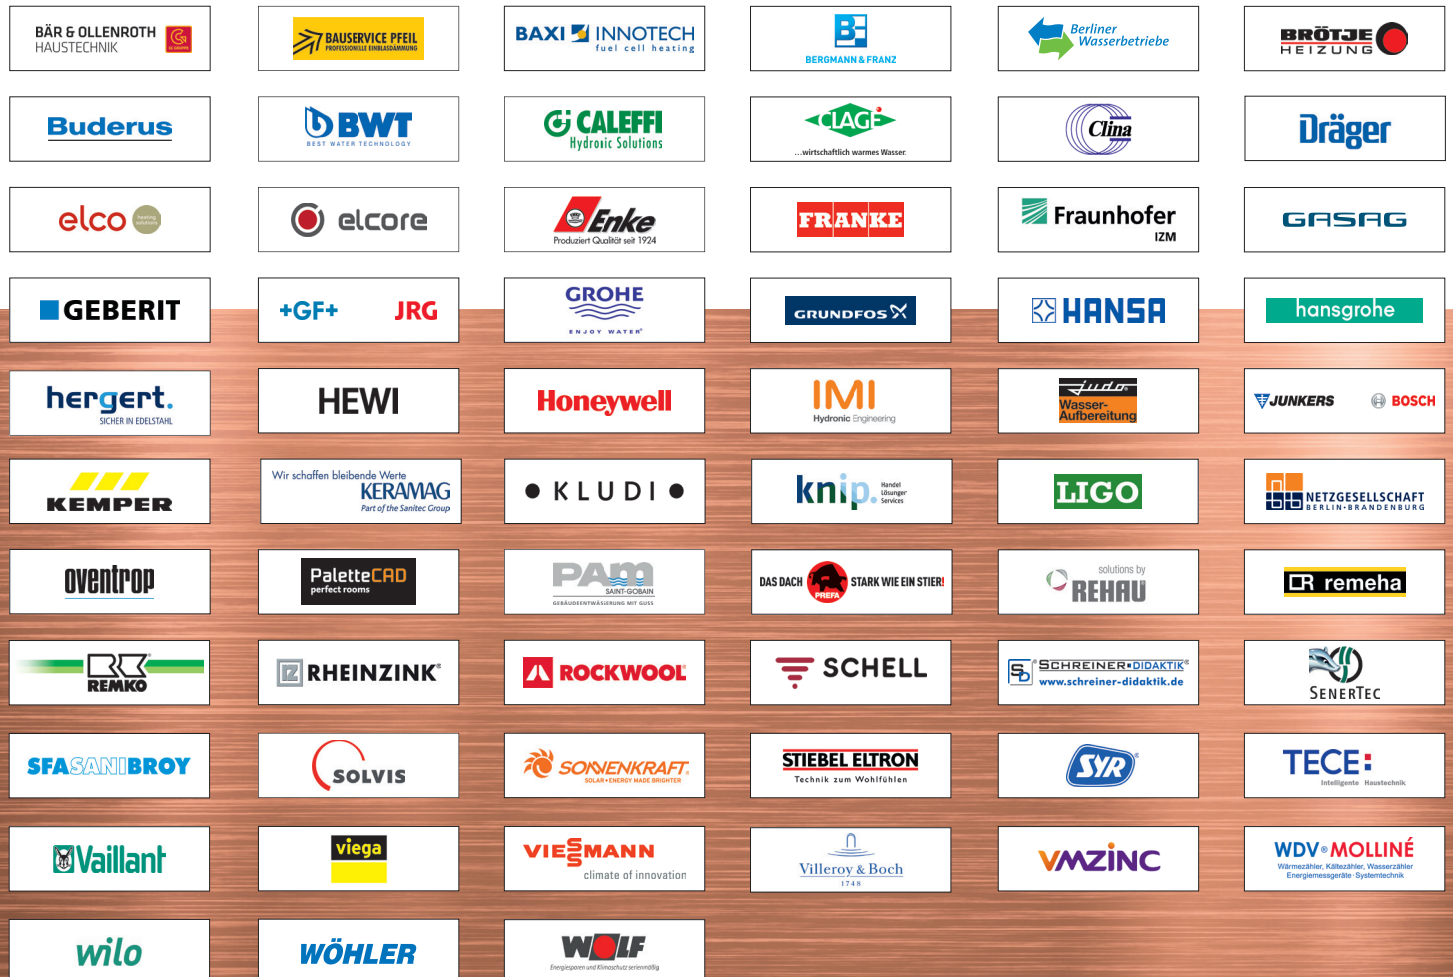 BÄR & OLLENROTH
HAUSTECHNIK
G
GC GRUPPE
BAUSERVICE PFEIL
PROFESSIONELLE EINBLASDÄMMUNG
BAXI INNOTECH
fuel cell heating
BERGMANN & FRANZ
Berliner
Wasserbetriebe
BRÖTJE
HEIZUNG
Buderus
BWT
BEST WATER TECHNOLOGY
CALEFFI
Hydronic Solutions
CLAGE
...wirtschaftlich warmes Wasser
Clina
Dräger
elco
heating
solutions
elcore
Enke
Produziert Qualität seit 1924
FRANKE
Fraunhofer
IZM
GASAG
GEBERIT
+GF+ JRG
GROHE
ENJOY WATER®
GRUNDFOS
HANSA
hansgrohe
hergert.
SICHER IN EDELSTAHL
HEWI
Honeywell
IMI
Hydronic Engineering
judo®
Wasser-
Aufbereitung
JUNKERS BOSCH
KEMPER
Wir schaffen bleibende Werte
KERAMAG
Part of the Sanitec Group
KLUDI
knip.
Handel
Lösungen
Services
LIGO
NETZGESELLSCHAFT
BERLIN•BRANDENBURG
oventrop
PaletteCAD
perfect rooms
PAM
SAINT-GOBAIN
GEBÄUDEENTWÄSSERUNG MIT GUSS
DAS DACH PREFA STARK WIE EIN STIER!
solutions by
REHAU
remeha
RK®
REMKO
RHEINZINK®
ROCKWOOL®
SCHELL
SD SCHREINER•DIDAKTIK®
www.schreiner-didaktik.de
SENERTEC
SFASANIBROY
SOLVIS
SONNENKRAFT®
SOLAR•ENERGY MADE BRIGHTER
STIEBEL ELTRON
Technik zum Wohlfühlen
SYR®
TECE:
Intelligente Haustechnik
Vaillant
viega
VIESSMANN
climate of innovation
Villeroy & Boch
1748
VMZINC
WDV® MOLLINÉ
Wärmezähler, Kältezähler, Wasserzähler
Energiemessgeräte · Systemtechnik
wilo
WÖHLER
WOLF
Energiesparen und Klimaschutz serienmäßig